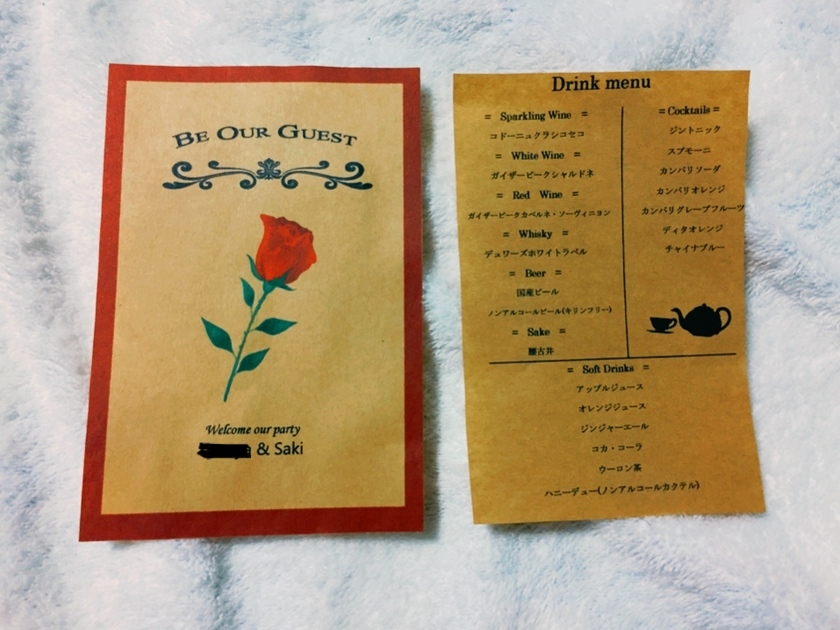 BE OUR GUEST
Welcome our party
& Saki
Drink menu
= Sparkling Wine =
コドーニュクラシコセコ
= White Wine =
ガイザーピークシャルドネ
= Red Wine =
ガイザーピークカベルネ・ソーヴィニヨン
= Whisky =
デュワーズホワイトラベル
= Beer =
国産ビール
ノンアルコールビール(キリンフリー)
= Sake =
願古井
= Cocktails =
ジントニック
スプモーニ
カンパリソーダ
カンパリオレンジ
カンパリグレープフルーツ
ディタオレンジ
チャイナブルー
= Soft Drinks =
アップルジュース
オレンジジュース
ジンジャーエール
コカ・コーラ
ウーロン茶
ハニーデュー(ノンアルコールカクテル)